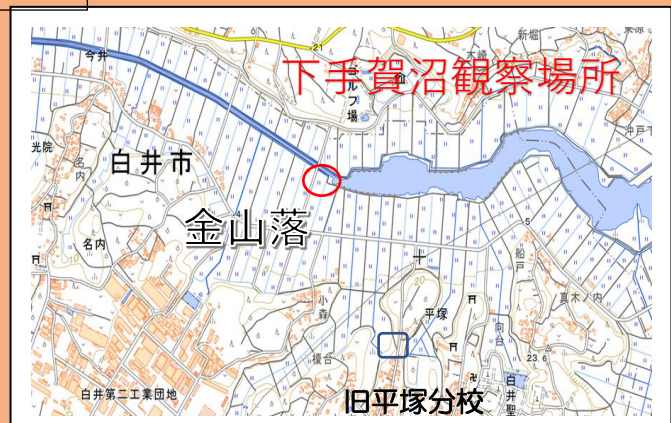 新堀
今井
21
木崎
ゴルフ場
下手賀沼観察場所
光院
名内
白井市
金山落
名内
5
船戸
小森
平塚
真木ノ内
榎台
向台
23.6
白井第二工業団地
旧平塚分校
白井聖